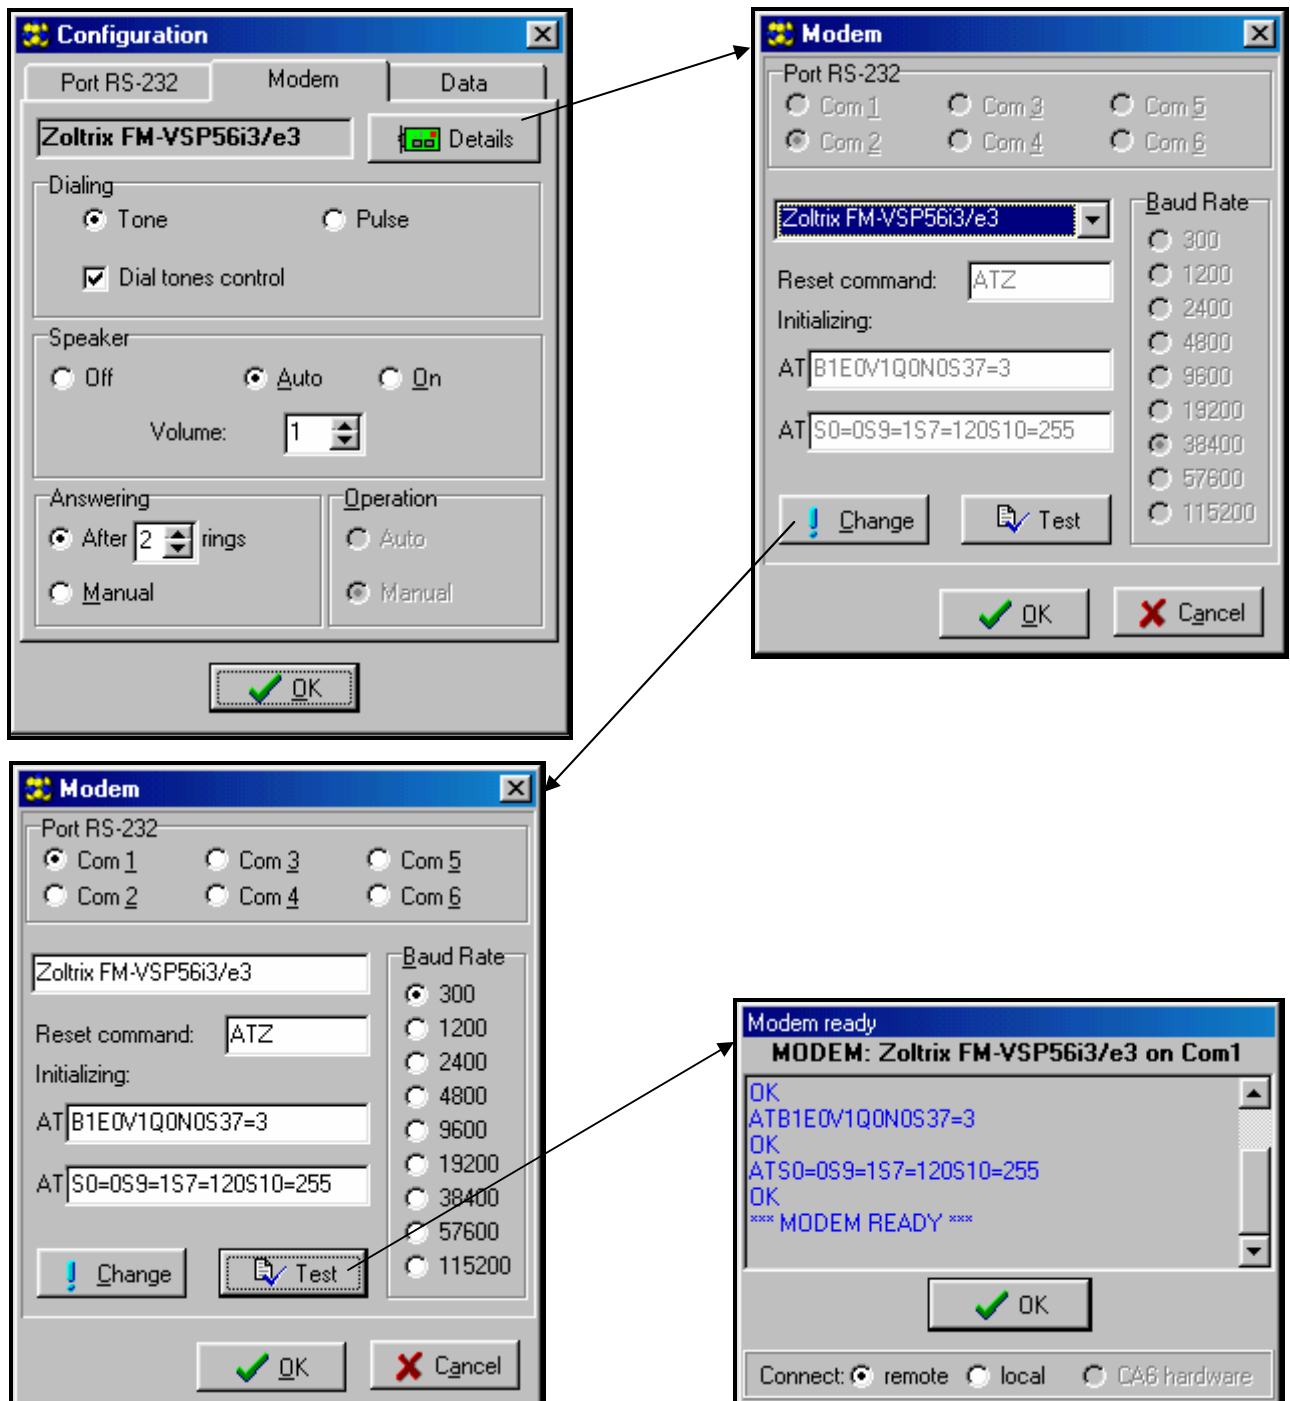 Configuration
Port RS-232 Modem Data
Zoltrix FM-VSP56i3/e3 Details
Dialing
Tone Pulse
Dial tones control
Speaker
Off Auto On
Volume: 1
Answering Operation
After 2 rings Auto
Manual Manual
OK
Modem
Port RS-232
Com 1 Com 3 Com 5
Com 2 Com 4 Com 6
Zoltrix FM-VSP56i3/e3
Reset command: ATZ
Initializing:
AT B1E0V1Q0N0S37=3
AT S0=0S9=1S7=120S10=255
Baud Rate
300
1200
2400
4800
9600
19200
38400
57600
115200
Change Test
OK Cancel
Modem
Port RS-232
Com 1 Com 3 Com 5
Com 2 Com 4 Com 6
Zoltrix FM-VSP56i3/e3
Reset command: ATZ
Initializing:
AT B1E0V1Q0N0S37=3
AT S0=0S9=1S7=120S10=255
Baud Rate
300
1200
2400
4800
9600
19200
38400
57600
115200
Change Test
OK Cancel
Modem ready
MODEM: Zoltrix FM-VSP56i3/e3 on Com1
OK
ATB1E0V1Q0N0S37=3
OK
ATS0=0S9=1S7=120S10=255
OK
*** MODEM READY ***
OK
Connect: remote local CA6 hardware